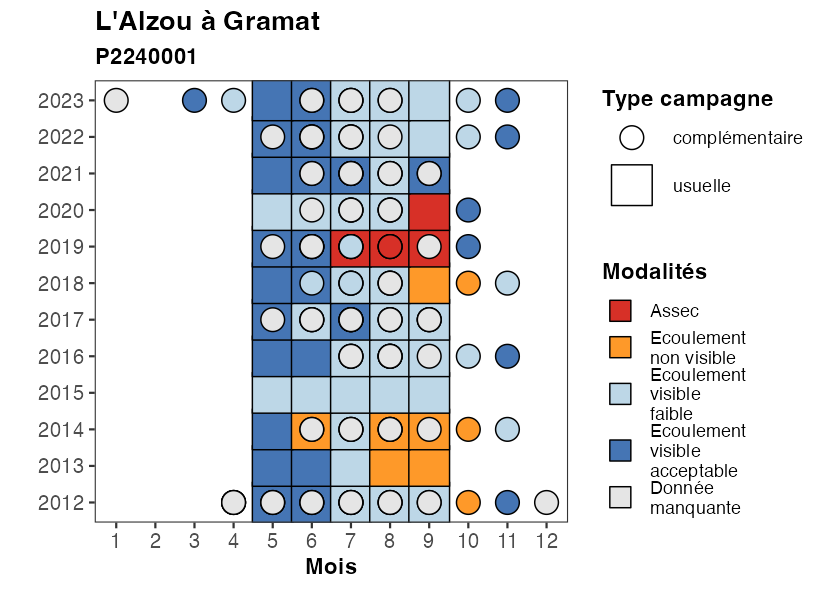 L'Alzou à Gramat
P2240001
2023
2022
2021
2020
2019
2018
2017
2016
2015
2014
2013
2012
1 2 3 4 5 6 7 8 9 10 11 12
Mois
Type campagne
complémentaire
usuelle
Modalités
Assec
Ecoulement
non visible
Ecoulement
visible
faible
Ecoulement
visible
acceptable
Donnée
manquante